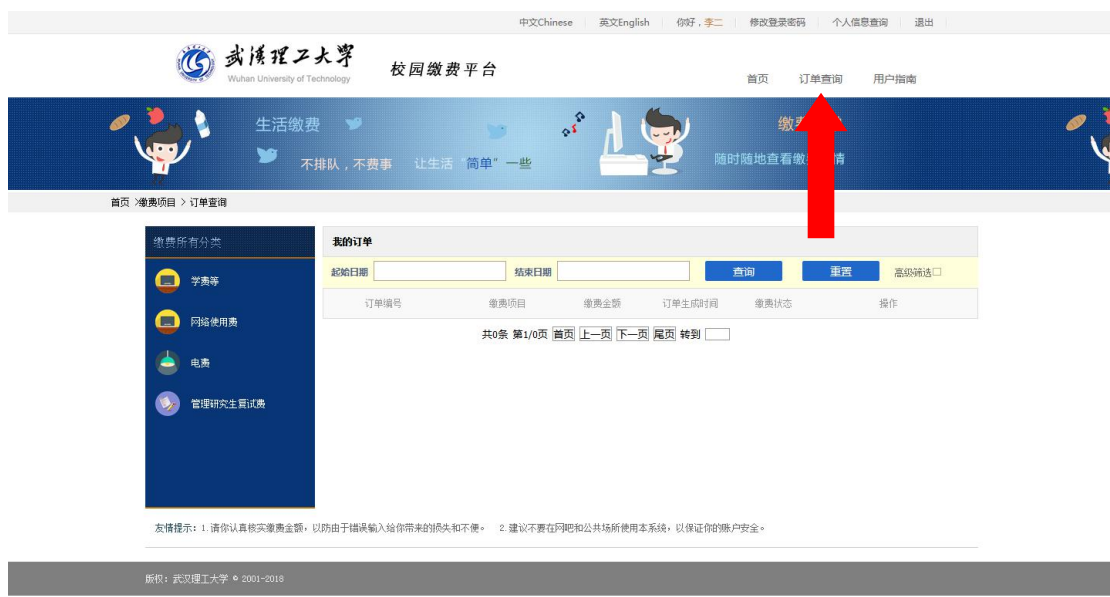 中文Chinese 英文English 你好，李二 修改登录密码 个人信息查询 退出
武汉理工大学
Wuhan University of Technology
校园缴费平台
首页 订单查询 用户指南
生活缴费
不排队，不费事 让生活“简单”一些
随时随地查看缴
首页 >缴费项目 > 订单查询
缴费所有分类
学费等
网络使用费
电费
管理研究生复试费
我的订单
起始日期 结束日期 查询 重置 高级筛选
订单编号 缴费项目 缴费金额 订单生成时间 缴费状态 操作
共0条 第1/0页 首页 上一页 下一页 尾页 转到
友情提示：1.请你认真核实缴费金额，以防由于错误输入给你带来的损失和不便。 2.建议不要在网吧和公共场所使用本系统，以保证你的账户安全。
版权：武汉理工大学 © 2001-2018